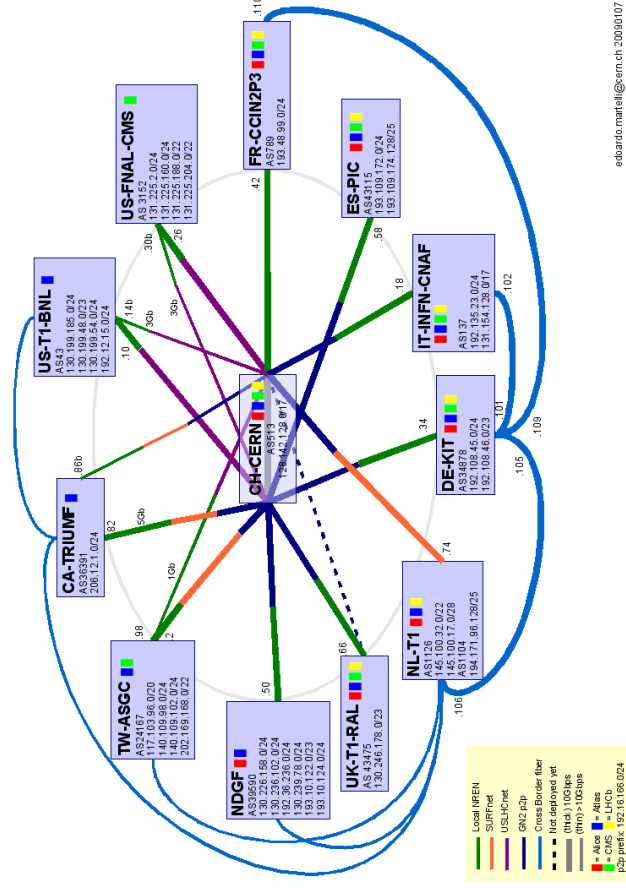 edoardo.martelli@cern.ch 20090107
US-FNAL-CMS
AS 3152
131.225.2.0/24
131.225.160.0/24
131.225.188.0/22
131.225.204.0/22
.30b
.26
3Gb
FR-CCIN2P3
AS789
193.48.99.0/24
.110
.42
US-T1-BNL
AS43
130.199.185.0/24
130.199.48.0/23
130.199.54.0/24
192.12.15.0/24
.14b
.10
3Gb
ES-PIC
AS43115
193.109.172.0/24
193.109.174.128/25
.58
CA-TRIUMF
AS36391
206.12.1.0/24
.86b
.82
5Gb
CH-CERN
AS513
128.142.128.0/17
IT-INFN-CNAF
AS137
192.135.23.0/24
131.154.128.0/17
.18
.102
TW-ASGC
AS24167
117.103.96.0/20
140.109.98.0/24
140.109.102.0/24
202.169.168.0/22
.98
.2
1Gb
DE-KIT
AS34878
192.108.45.0/24
192.108.46.0/23
.34
.101
.109
.105
NDGF
AS39590
130.226.158.0/24
130.236.102.0/24
192.36.236.0/24
130.239.78.0/24
193.10.122.0/23
193.10.124.0/24
.50
UK-T1-RAL
AS 43475
130.246.178.0/23
.66
NL-T1
AS1126
145.100.32.0/22
145.100.17.0/28
AS1104
194.171.96.128/25
.74
.106
Local NREN
SURFnet
USLHCnet
GN2 p2p
Cross Border fiber
Not deployed yet
(thick) 10Gbps
(thin) >10Gbps
= Alice = Atlas
= CMS = LHCb
p2p prefix: 192.16.166.0/24